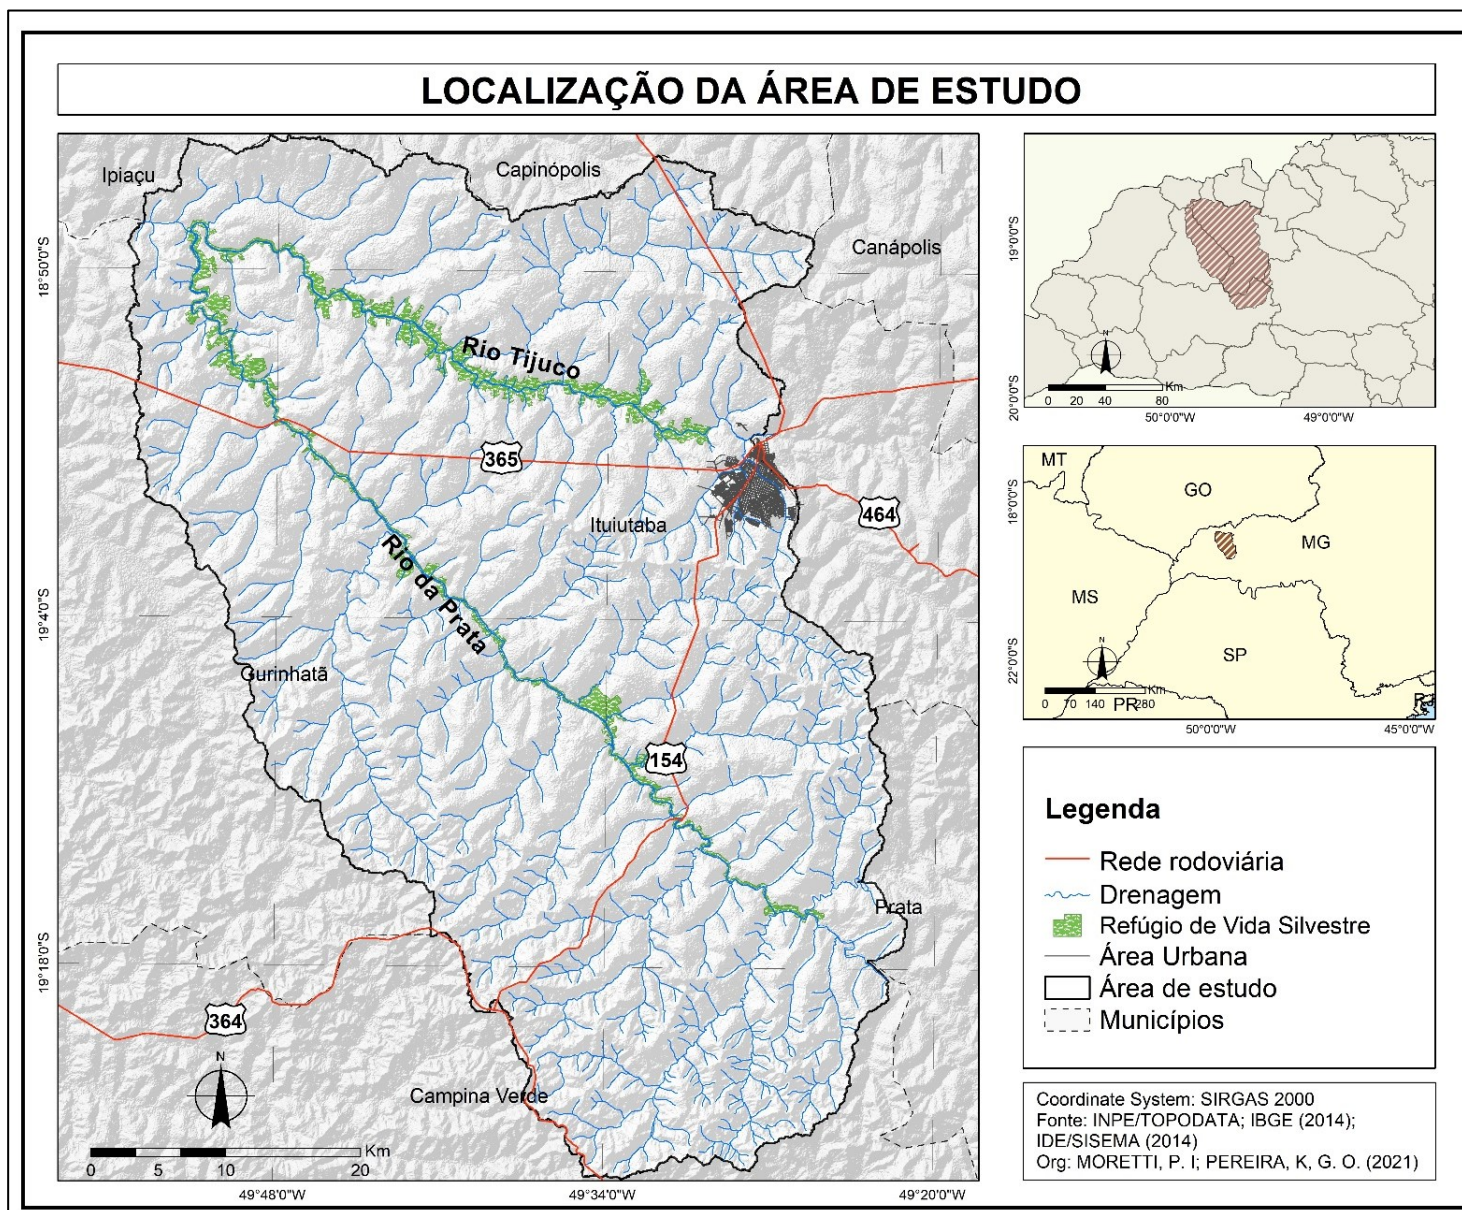 LOCALIZAÇÃO DA ÁREA DE ESTUDO
Ipiaçu
Capinópolis
Canápolis
Rio Tijuco
365
464
Ituiutaba
Rio da Prata
Gurinhatã
154
Prata
364
Campina Verde
N
0 5 10 20 Km
18°50'0"S
19°4'0"S
19°18'0"S
49°48'0"W
49°34'0"W
49°20'0"W
19°0'0"S
20°0'0"S
N
0 20 40 80 Km
50°0'0"W
49°0'0"W
MT
GO
MG
MS
SP
PR
R
18°0'0"S
22°0'0"S
N
0 70 140 280 Km
50°0'0"W
45°0'0"W
Legenda
Rede rodoviária
Drenagem
Refúgio de Vida Silvestre
Área Urbana
Área de estudo
Municípios
Coordinate System: SIRGAS 2000
Fonte: INPE/TOPODATA; IBGE (2014);
IDE/SISEMA (2014)
Org: MORETTI, P. I; PEREIRA, K, G. O. (2021)